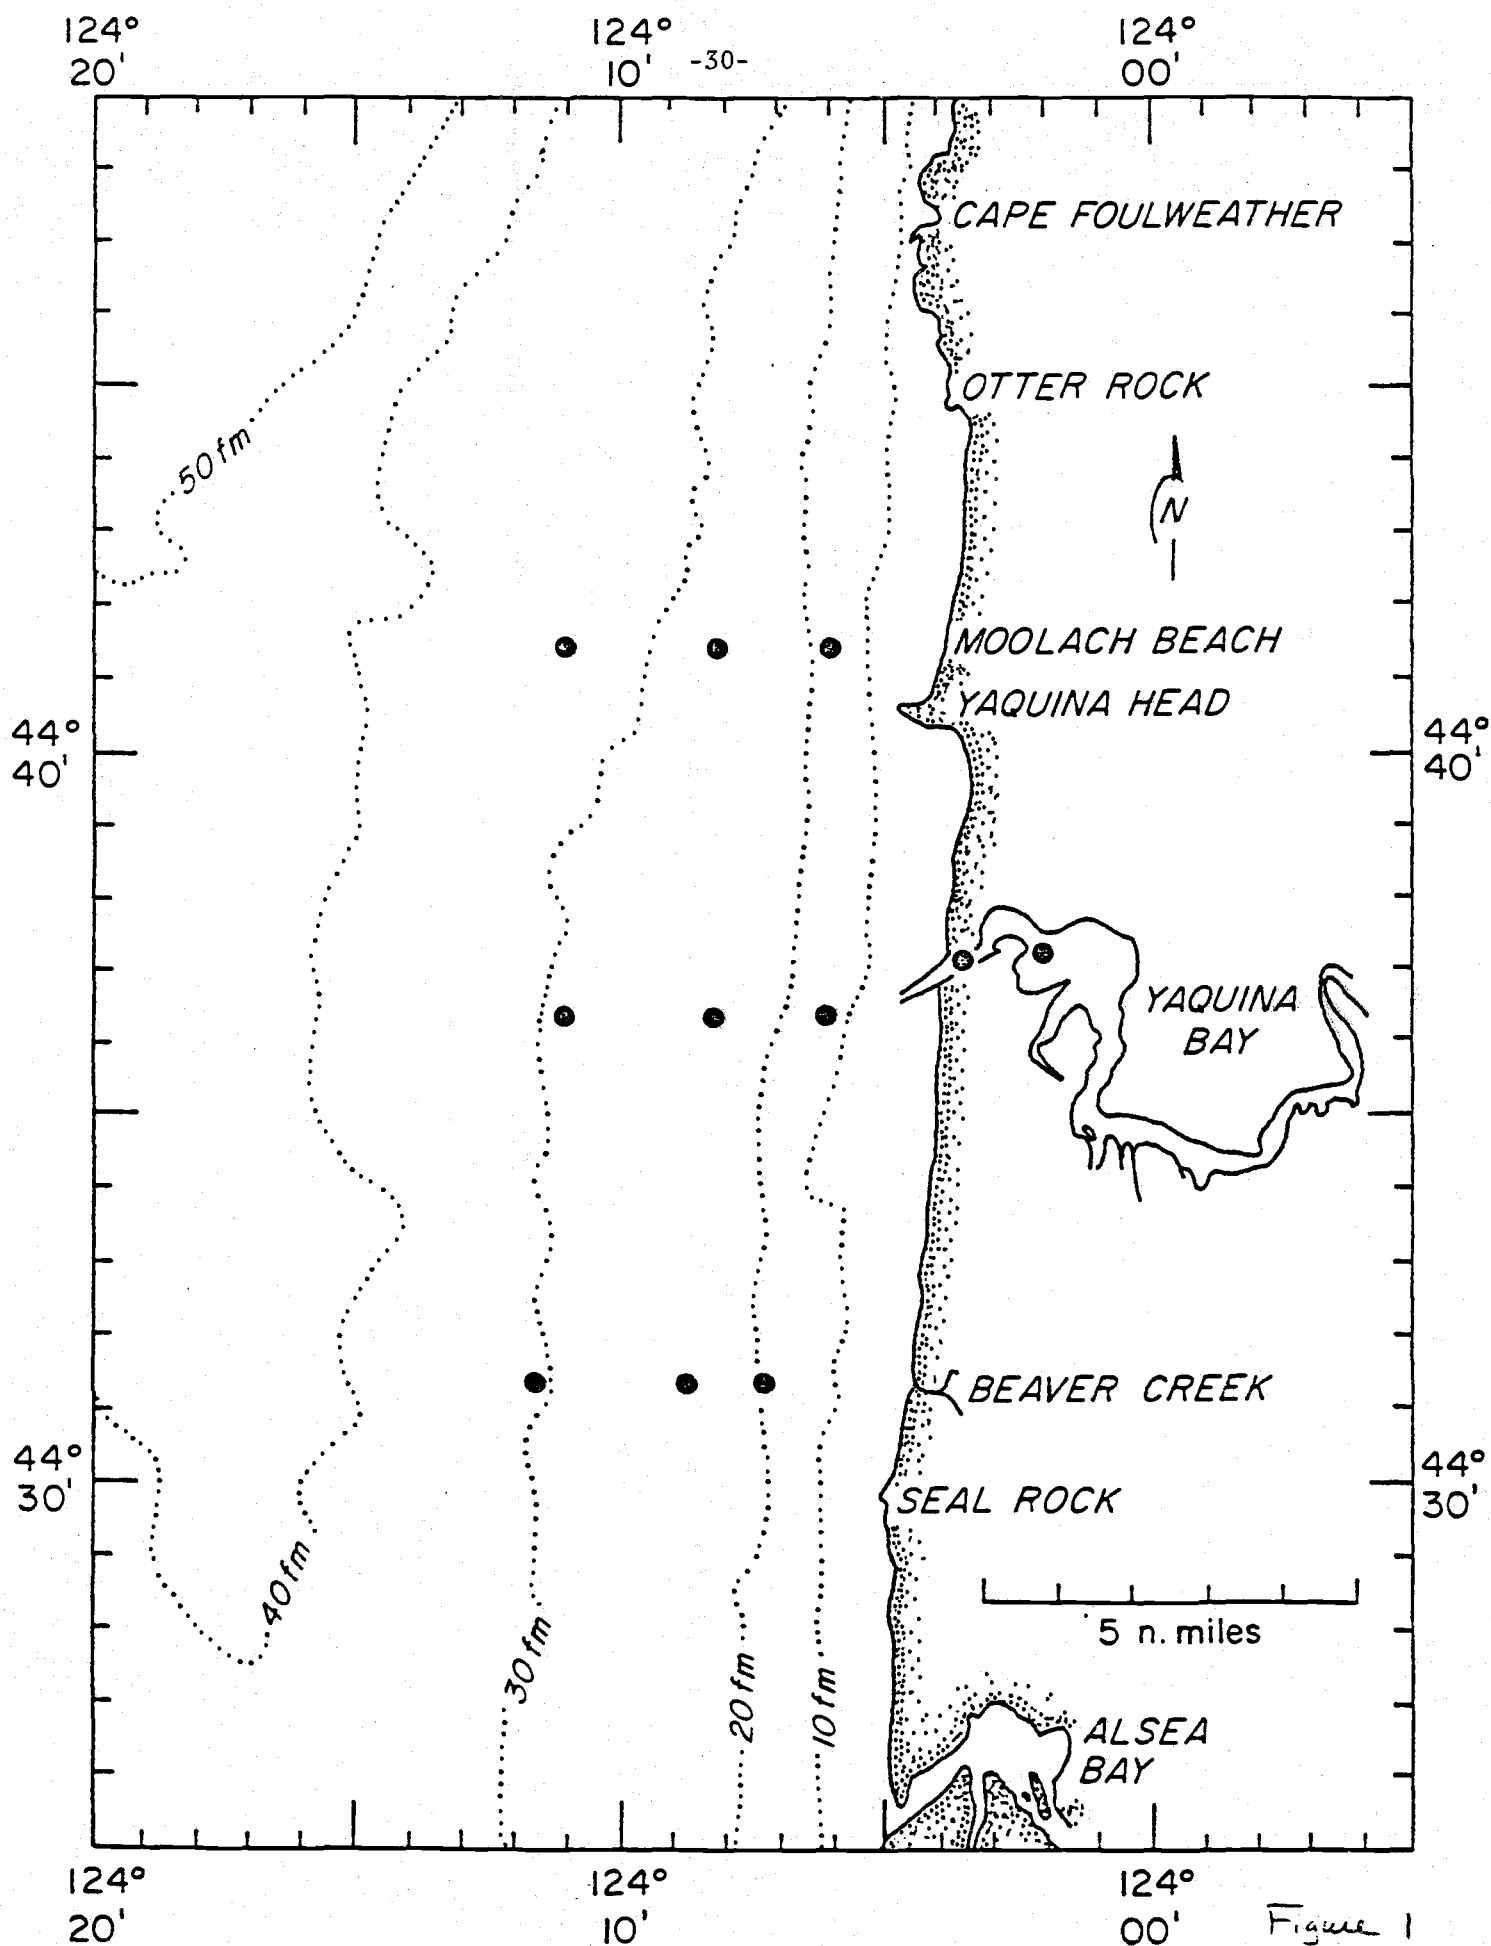 124° 124° 124°
20' 10' -30- 00'
CAPE FOULWEATHER
OTTER ROCK
50 fm
N
MOOLACH BEACH
YAQUINA HEAD
44° 44°
40' 40'
YAQUINA
BAY
BEAVER CREEK
44° 44°
30' 30'
SEAL ROCK
40 fm
5 n. miles
30 fm
20 fm
10 fm
ALSEA
BAY
124° 124° 124°
20' 10' 00'
Figure 1